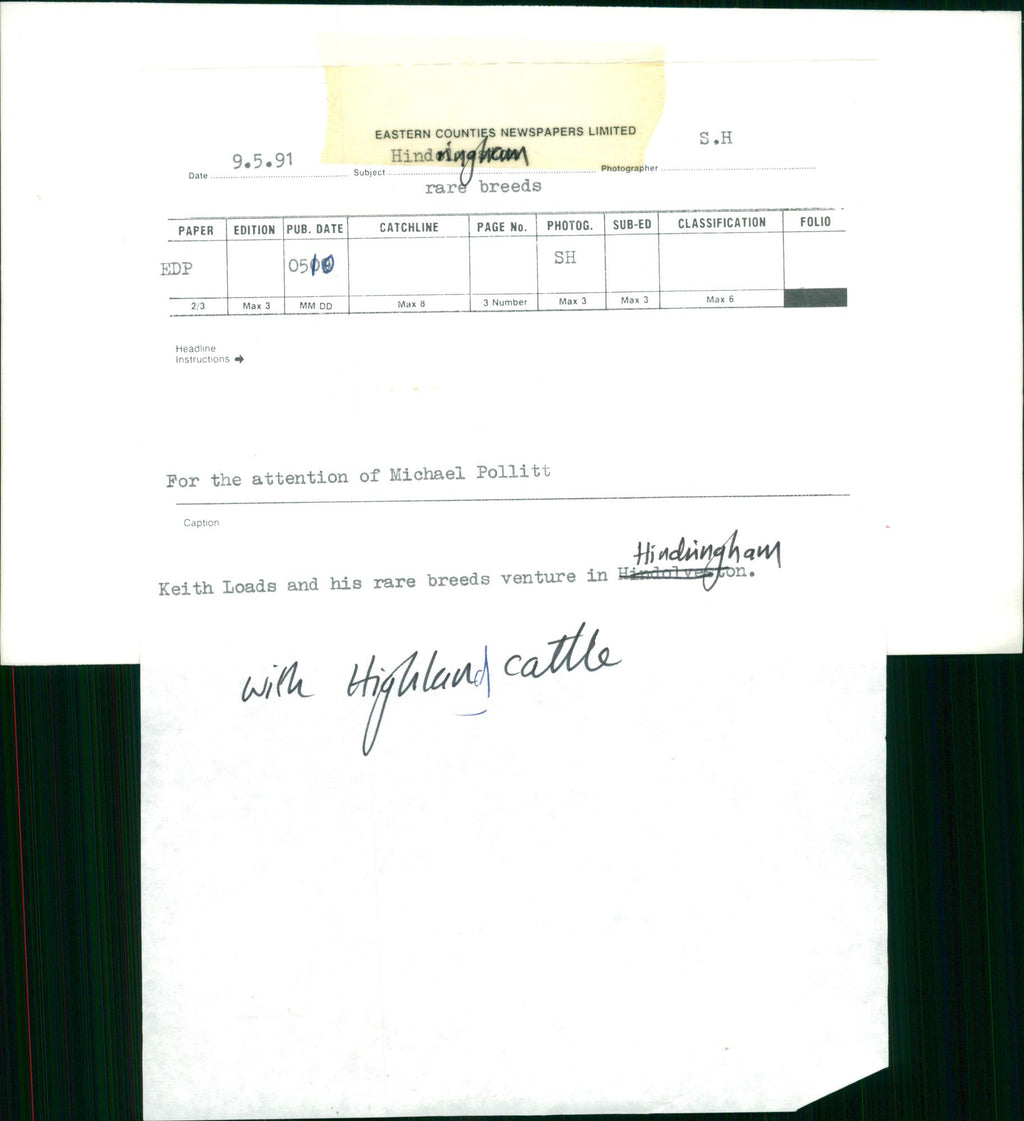 EASTERN COUNTIES NEWSPAPERS LIMITED
Date 9.5.91 Subject Hindringham Photographer S.H
rare breeds
PAPER EDITION PUB. DATE CATCHLINE PAGE No. PHOTOG. SUB-ED CLASSIFICATION FOLIO
EDP 0510 SH
2/3 Max 3 MM DD Max 8 3 Number Max 3 Max 3 Max 6
Headline
Instructions ➡
For the attention of Michael Pollitt
Caption
Hindringham
Keith Loads and his rare breeds venture in Hindolveston.
with Highland cattle